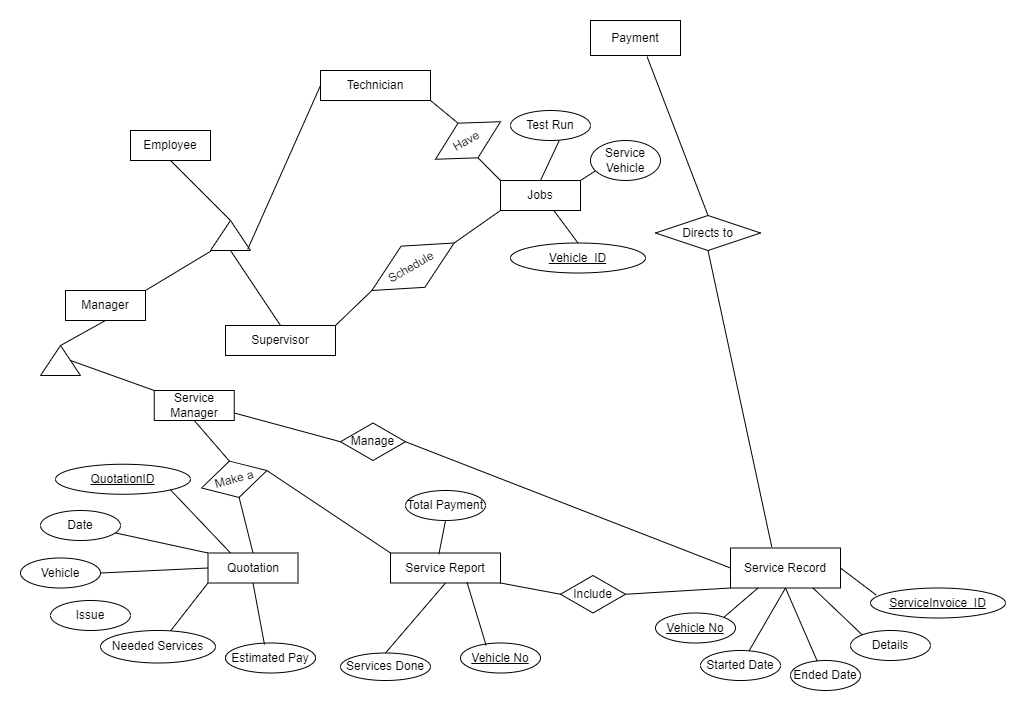 Payment
Technician
Employee
Have
Test Run
Service
Vehicle
Jobs
Directs to
Vehicle_ID
Schedule
Manager
Supervisor
Service
Manager
Manage
QuotationID
Make a
Total Payment
Date
Vehicle
Quotation
Service Report
Service Record
Include
ServiceInvoice_ID
Issue
Vehicle No
Needed Services
Details
Estimated Pay
Services Done
Vehicle No
Started Date
Ended Date